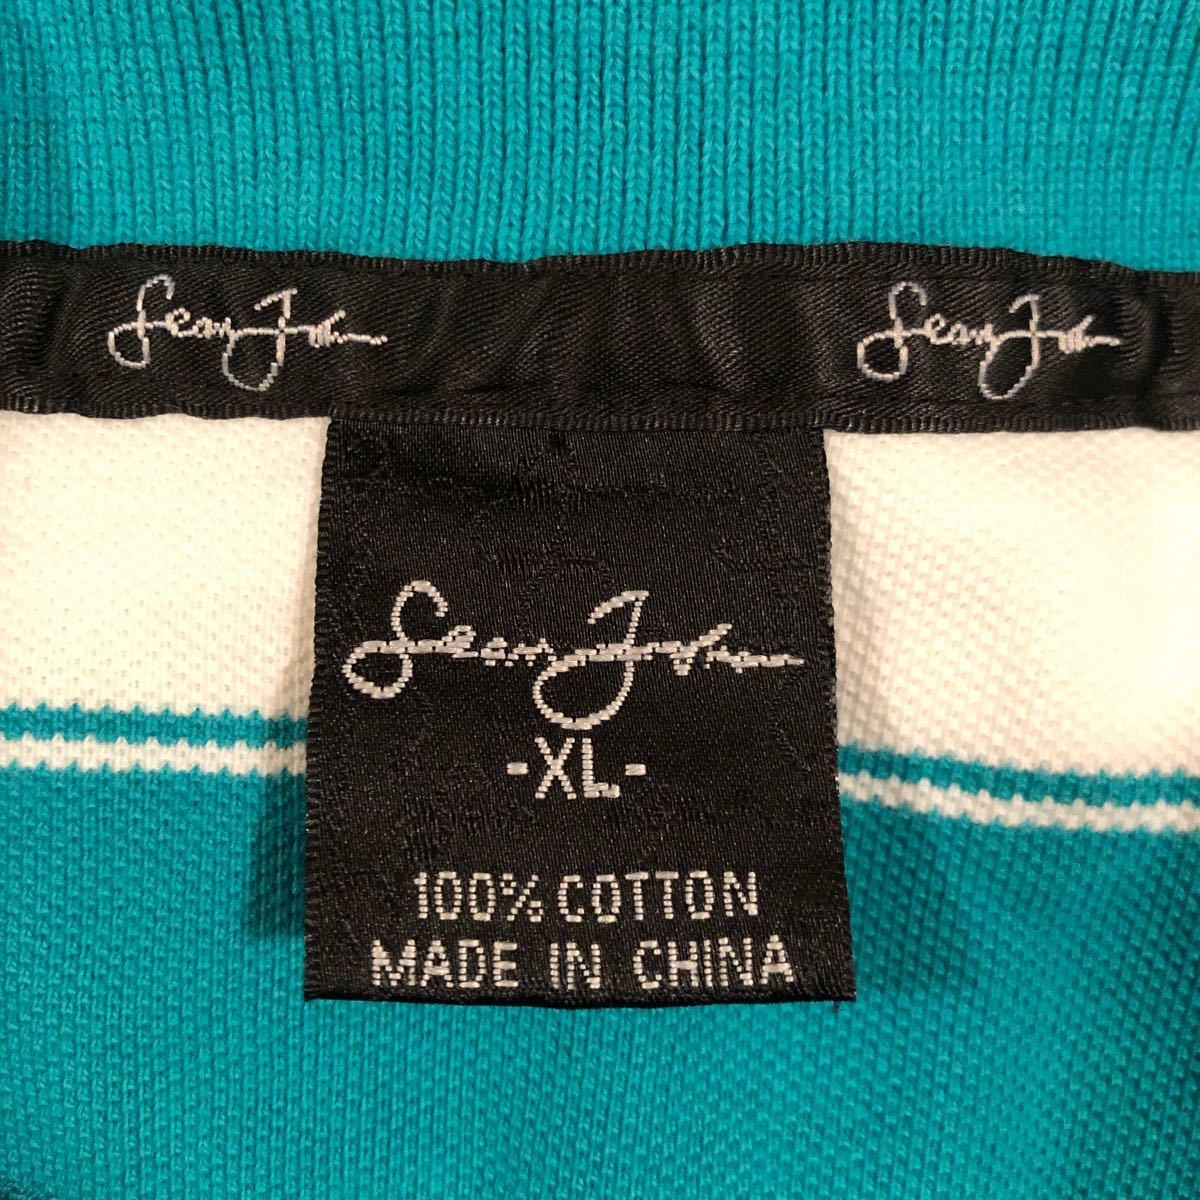 Sean John Sean John
Sean John
-XL-
100% COTTON
MADE IN CHINA